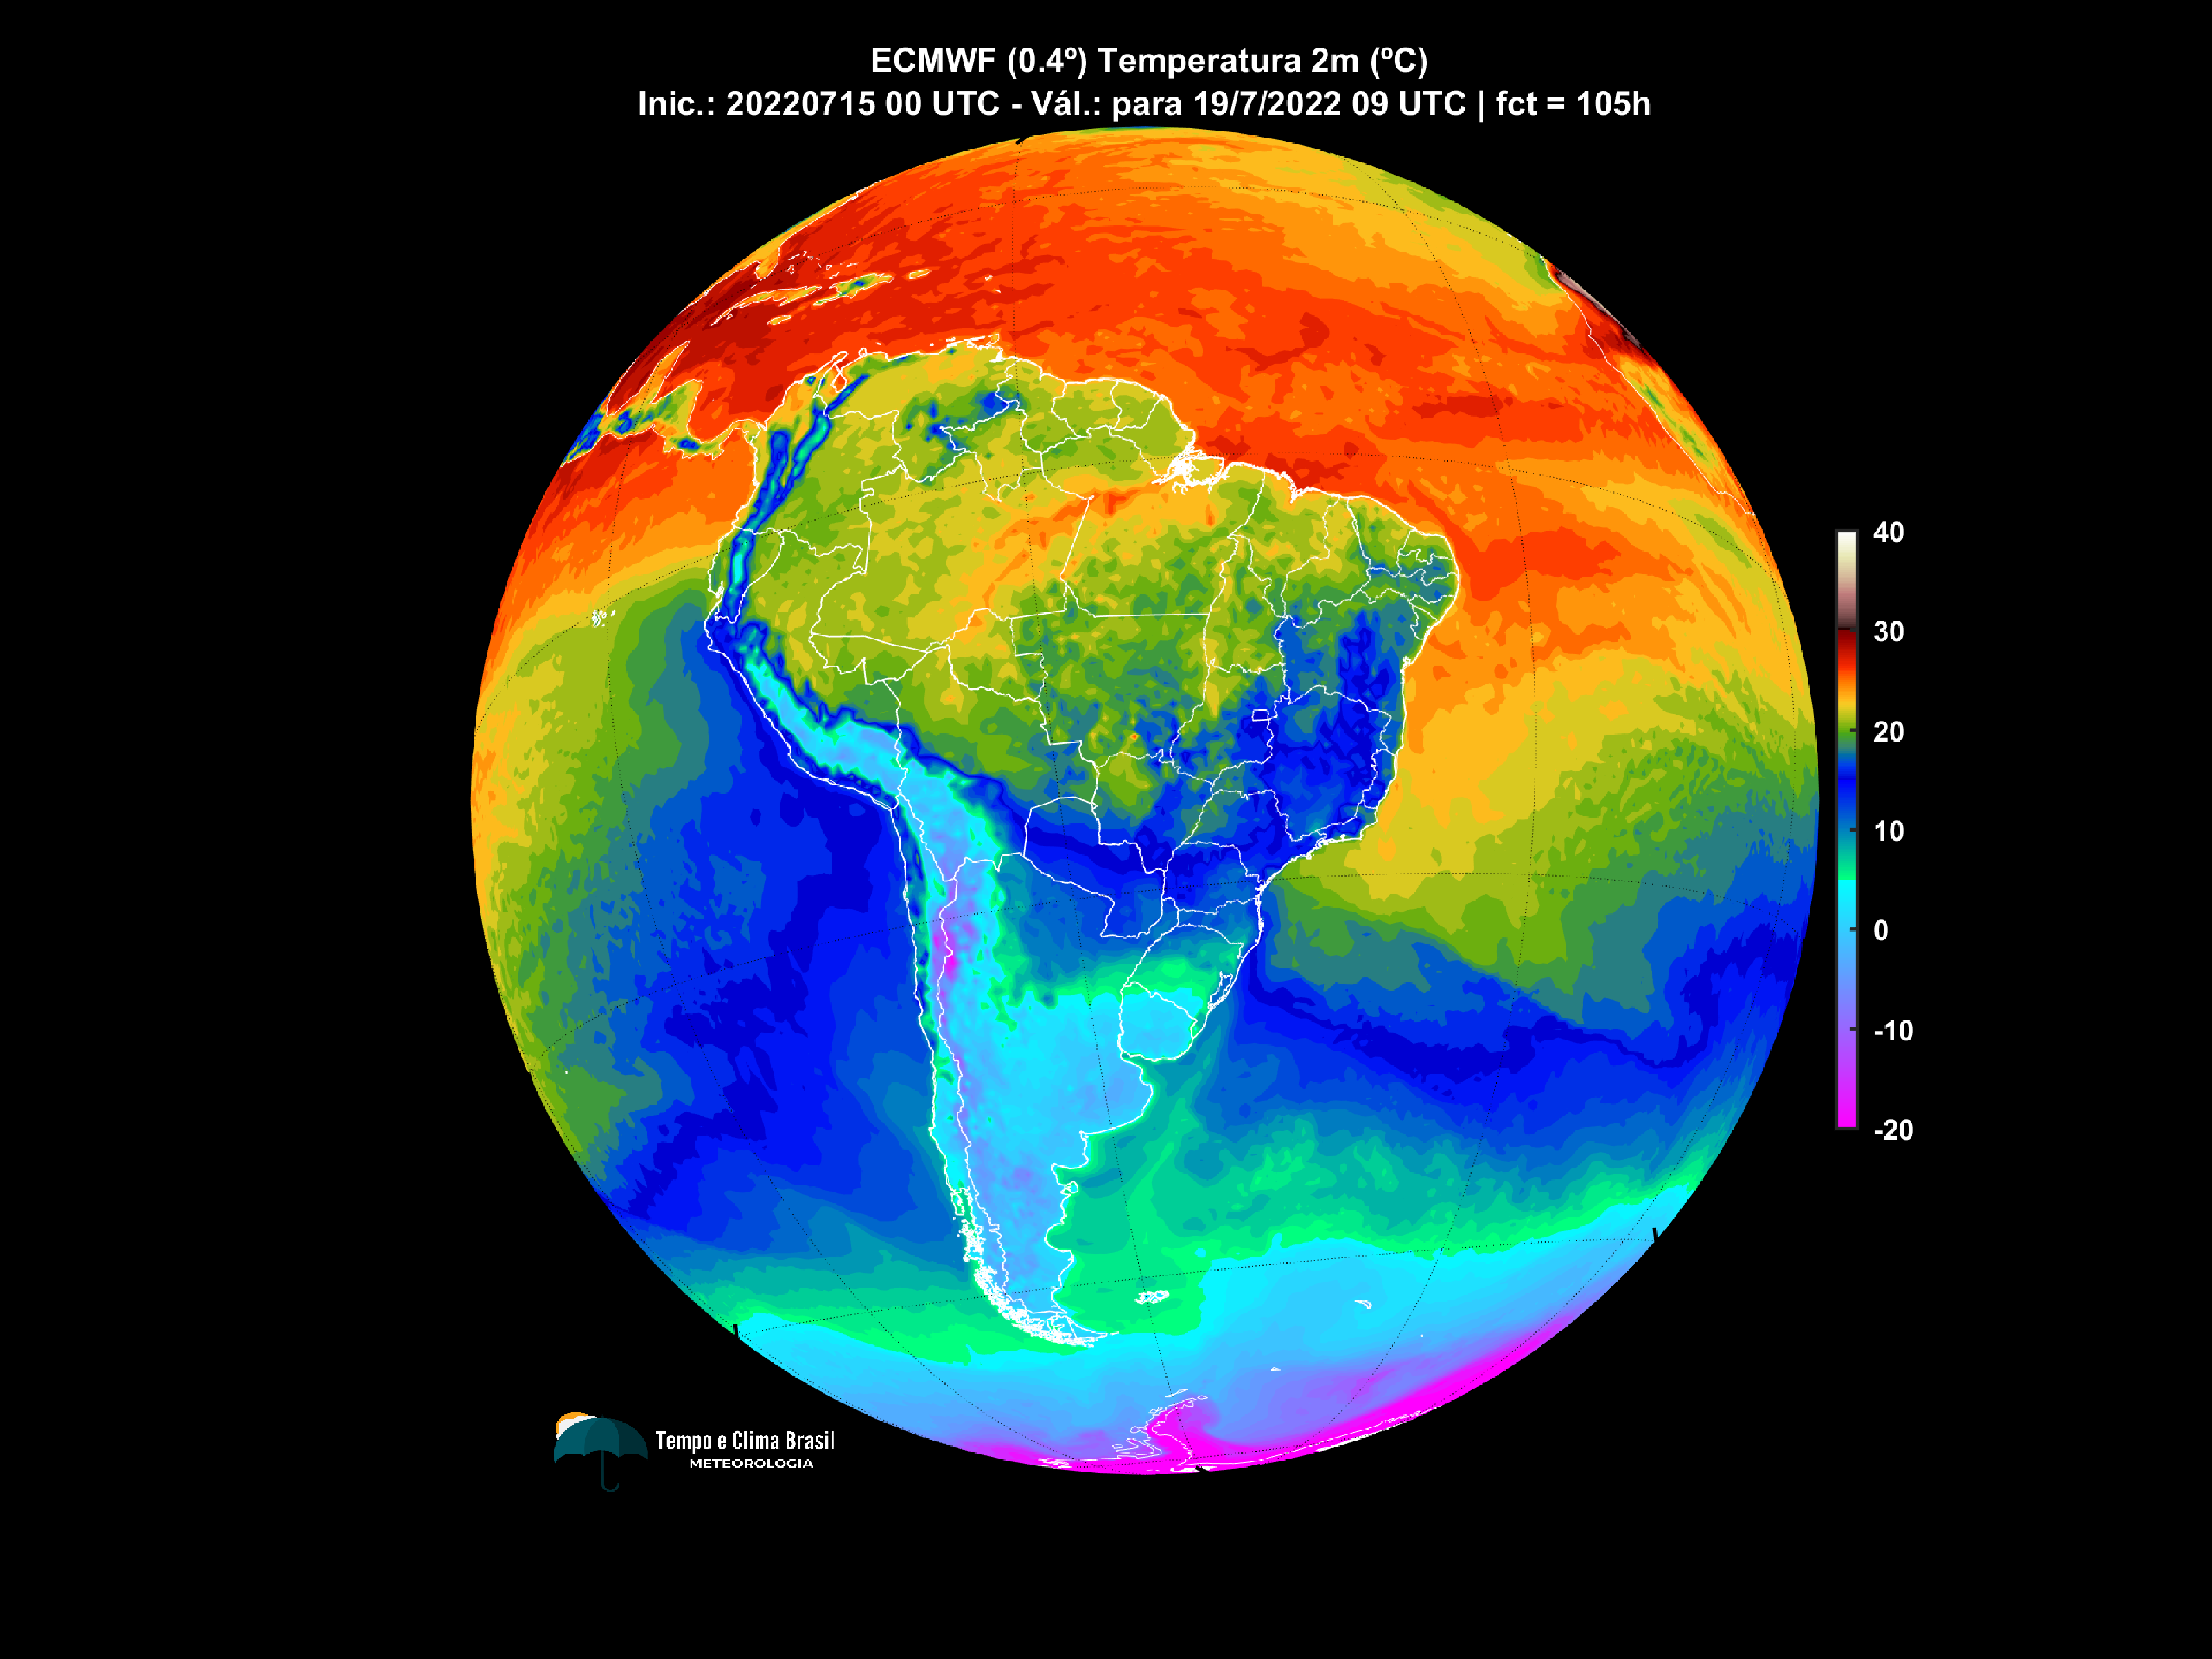 ECMWF (0.4º) Temperatura 2m (ºC)
Inic.: 20220715 00 UTC - Vál.: para 19/7/2022 09 UTC | fct = 105h
40
30
20
10
0
-10
-20
Tempo e Clima Brasil
METEOROLOGIA